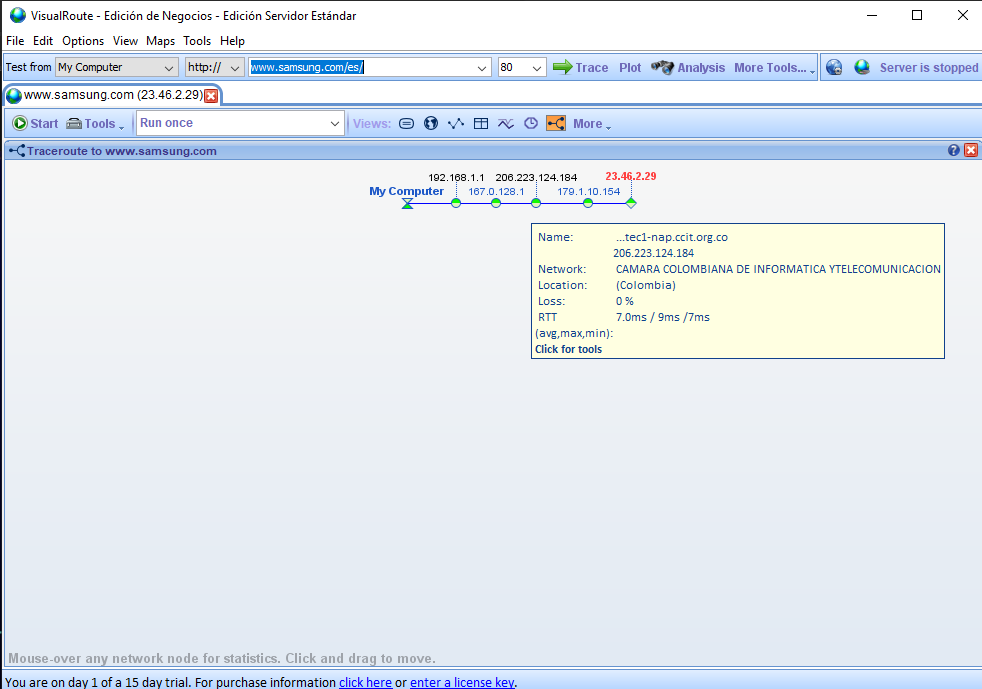 VisualRoute - Edición de Negocios - Edición Servidor Estándar
File Edit Options View Maps Tools Help
Test from My Computer http:// www.samsung.com/es/ 80 Trace Plot Analysis More Tools... Server is stopped
www.samsung.com (23.46.2.29)
Start Tools Run once Views: More
Traceroute to www.samsung.com
192.168.1.1 206.223.124.184 23.46.2.29
My Computer 167.0.128.1 179.1.10.154
Name: ...tec1-nap.ccit.org.co
206.223.124.184
Network: CAMARA COLOMBIANA DE INFORMATICA YTELECOMUNICACION
Location: (Colombia)
Loss: 0 %
RTT 7.0ms / 9ms /7ms
(avg,max,min):
Click for tools
Mouse-over any network node for statistics. Click and drag to move.
You are on day 1 of a 15 day trial. For purchase information click here or enter a license key.